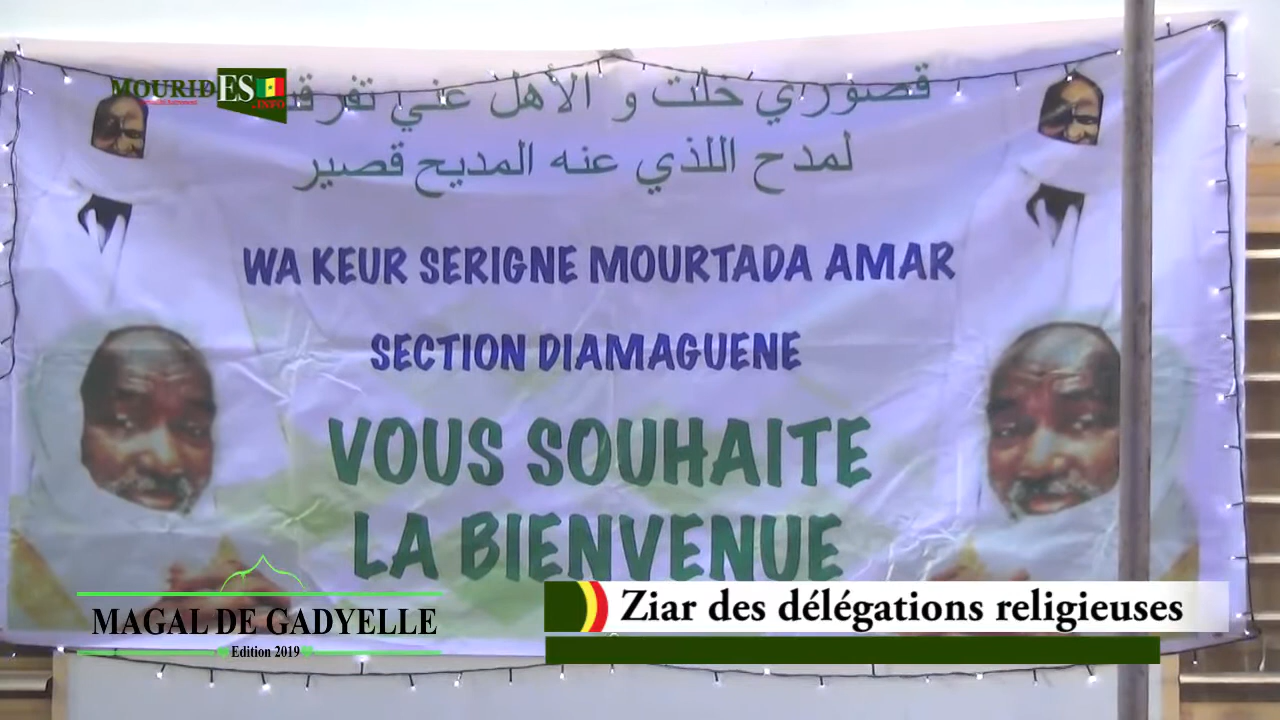 MOURIDES
.INFO
قصوري خلت و الأهل عني تفرقت
لمدح اللذي عنه المديح قصير
WA KEUR SERIGNE MOURTADA AMAR
SECTION DIAMAGUENE
VOUS SOUHAITE
LA BIENVENUE
Ziar des délégations religieuses
MAGAL DE GADYELLE
Edition 2019